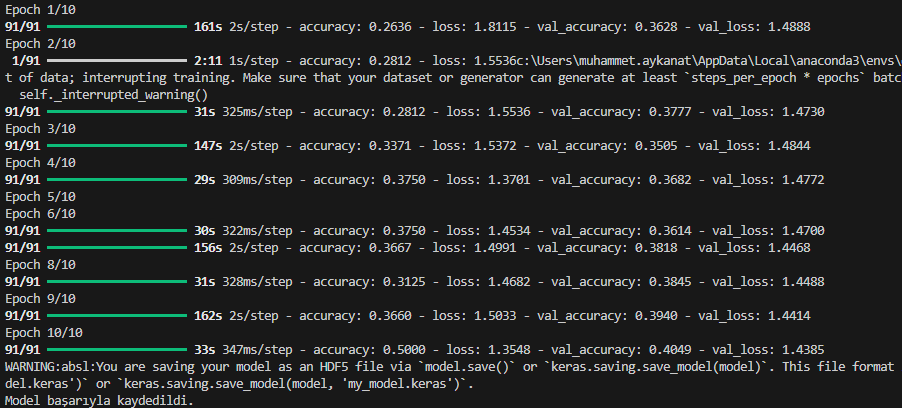 Epoch 1/10
91/91 ━━━━━━━━━━━━━━━━━━━━ 161s 2s/step - accuracy: 0.2636 - loss: 1.8115 - val_accuracy: 0.3628 - val_loss: 1.4888
Epoch 2/10
1/91 ━━━━━━━━━━━━━━━━━━━━ 2:11 1s/step - accuracy: 0.2812 - loss: 1.5536c:\Users\muhammet.aykanat\AppData\Local\anaconda3\envs\
t of data; interrupting training. Make sure that your dataset or generator can generate at least `steps_per_epoch * epochs` batc
self._interrupted_warning()
91/91 ━━━━━━━━━━━━━━━━━━━━ 31s 325ms/step - accuracy: 0.2812 - loss: 1.5536 - val_accuracy: 0.3777 - val_loss: 1.4730
Epoch 3/10
91/91 ━━━━━━━━━━━━━━━━━━━━ 147s 2s/step - accuracy: 0.3371 - loss: 1.5372 - val_accuracy: 0.3505 - val_loss: 1.4844
Epoch 4/10
91/91 ━━━━━━━━━━━━━━━━━━━━ 29s 309ms/step - accuracy: 0.3750 - loss: 1.3701 - val_accuracy: 0.3682 - val_loss: 1.4772
Epoch 5/10
Epoch 6/10
91/91 ━━━━━━━━━━━━━━━━━━━━ 30s 322ms/step - accuracy: 0.3750 - loss: 1.4534 - val_accuracy: 0.3614 - val_loss: 1.4700
91/91 ━━━━━━━━━━━━━━━━━━━━ 156s 2s/step - accuracy: 0.3667 - loss: 1.4991 - val_accuracy: 0.3818 - val_loss: 1.4468
Epoch 8/10
91/91 ━━━━━━━━━━━━━━━━━━━━ 31s 328ms/step - accuracy: 0.3125 - loss: 1.4682 - val_accuracy: 0.3845 - val_loss: 1.4488
Epoch 9/10
91/91 ━━━━━━━━━━━━━━━━━━━━ 162s 2s/step - accuracy: 0.3660 - loss: 1.5033 - val_accuracy: 0.3940 - val_loss: 1.4414
Epoch 10/10
91/91 ━━━━━━━━━━━━━━━━━━━━ 33s 347ms/step - accuracy: 0.5000 - loss: 1.3548 - val_accuracy: 0.4049 - val_loss: 1.4385
WARNING:absl:You are saving your model as an HDF5 file via `model.save()` or `keras.saving.save_model(model)`. This file format
del.keras')` or `keras.saving.save_model(model, 'my_model.keras')`.
Model başarıyla kaydedildi.